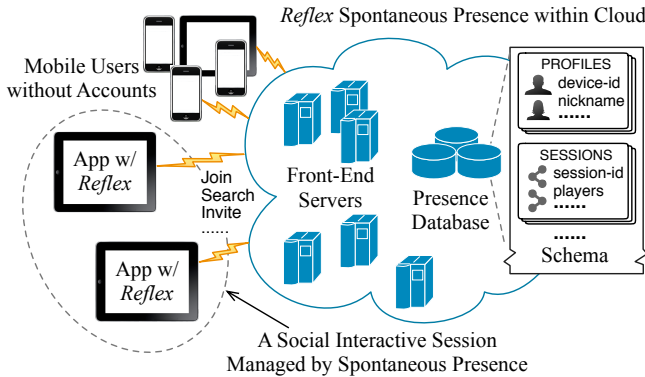 Reflex Spontaneous Presence within Cloud
Mobile Users
without Accounts
App w/
Reflex
Join
Search
Invite
......
App w/
Reflex
Front-End
Servers
Presence
Database
PROFILES
device-id
nickname
......
SESSIONS
session-id
players
......
......
Schema
A Social Interactive Session
Managed by Spontaneous Presence